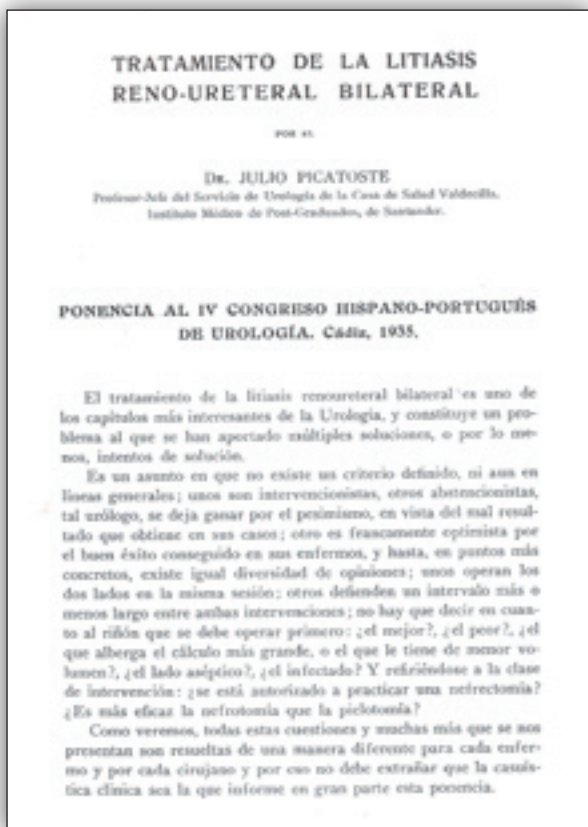 TRATAMIENTO DE LA LITIASIS
RENO-URETERAL BILATERAL
POR EL
DR. JULIO PICATOSTE
Profesor-Jefe del Servicio de Urología de la Casa de Salud Valdecilla.
Instituto Médico de Post-Graduados, de Santander.
PONENCIA AL IV CONGRESO HISPANO-PORTUGUÉS
DE UROLOGÍA. Cádiz, 1935.
El tratamiento de la litiasis renoureteral bilateral es uno de
los capítulos más interesantes de la Urología, y constituye un pro-
blema al que se han aportado múltiples soluciones, o por lo me-
nos, intentos de solución.
Es un asunto en que no existe un criterio definido, ni aun en
líneas generales; unos son intervencionistas, otros abstencionistas,
tal urólogo, se deja ganar por el pesimismo, en vista del mal resul-
tado que obtiene en sus casos; otro es francamente optimista por
el buen éxito conseguido en sus enfermos, y hasta, en puntos más
concretos, existe igual diversidad de opiniones; unos operan los
dos lados en la misma sesión; otros defienden un intervalo más o
menos largo entre ambas intervenciones; no hay que decir en cuan-
to al riñón que se debe operar primero: ¿el mejor?, ¿el peor?, ¿el
que alberga el cálculo más grande, o el que le tiene de menor vo-
lumen?, ¿el lado aséptico?, ¿el infectado? Y refiriéndose a la clase
de intervención: ¿se está autorizado a practicar una nefrectomía?
¿Es más eficaz la nefrotomía que la pielotomía?
Como veremos, todas estas cuestiones y muchas más que se nos
presentan son resueltas de una manera diferente para cada enfer-
mo y por cada cirujano y por eso no debe extrañar que la casuís-
tica clínica sea la que informe en gran parte esta ponencia.